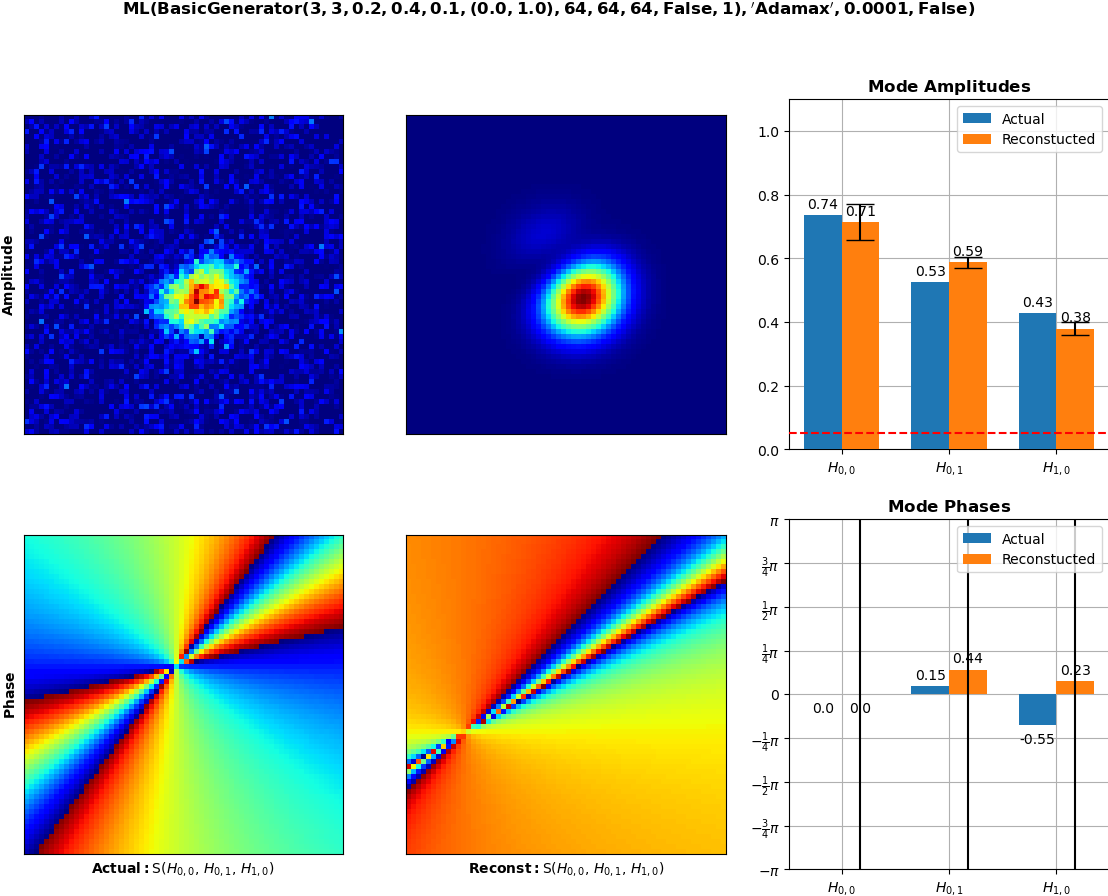 ML(BasicGenerator(3, 3, 0.2, 0.4, 0.1, (0.0, 1.0), 64, 64, 64, False, 1), ′Adamax′, 0.0001, False)
Amplitude
Mode Amplitudes
Actual
Reconstucted
1.0
0.8
0.6
0.4
0.2
0.0
0.74
0.71
0.53
0.59
0.43
0.38
H0,0
H0,1
H1,0
Phase
Actual: S(H0,0, H0,1, H1,0)
Reconst: S(H0,0, H0,1, H1,0)
Mode Phases
Actual
Reconstucted
π
3/4π
1/2π
1/4π
0
−1/4π
−1/2π
−3/4π
−π
0.0
0.0
0.15
0.44
-0.55
0.23
H0,0
H0,1
H1,0